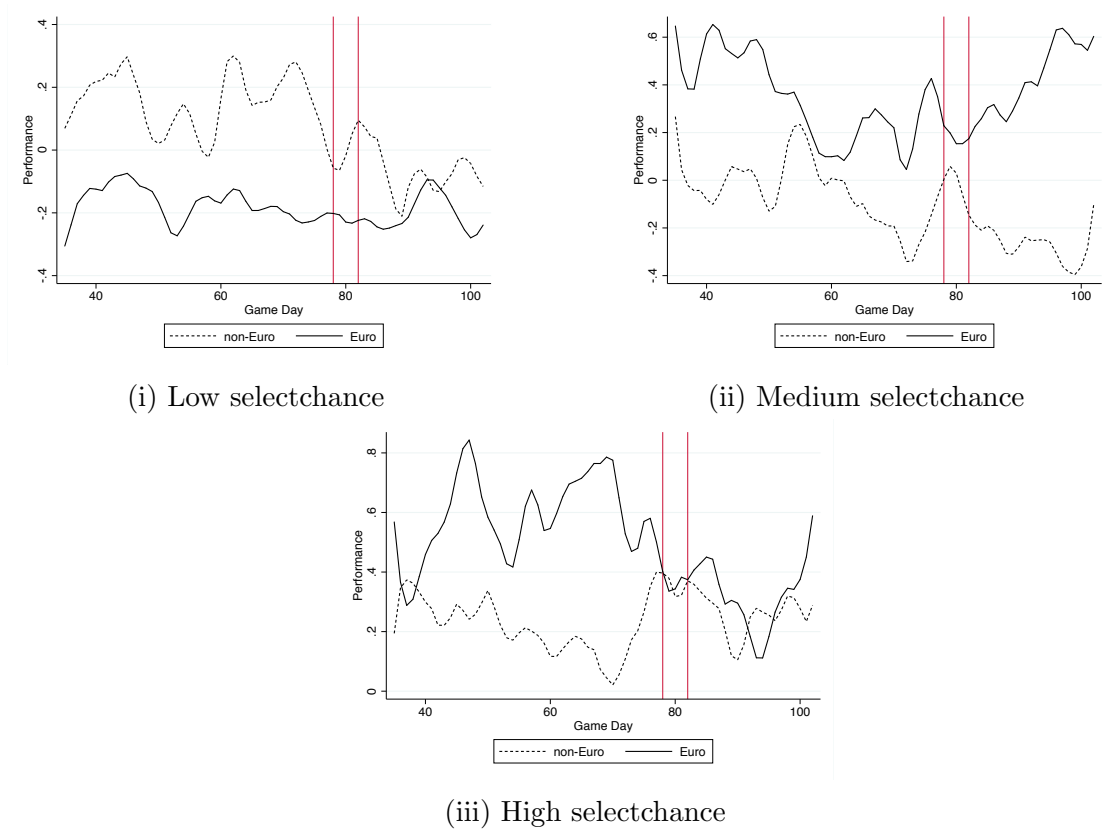 .4
.2
0
-.2
-.4
Performance
40
60
80
100
Game Day
non-Euro
Euro
(i) Low selectchance
.6
.4
.2
0
-.2
-.4
Performance
40
60
80
100
Game Day
non-Euro
Euro
(ii) Medium selectchance
.8
.6
.4
.2
0
Performance
40
60
80
100
Game Day
non-Euro
Euro
(iii) High selectchance